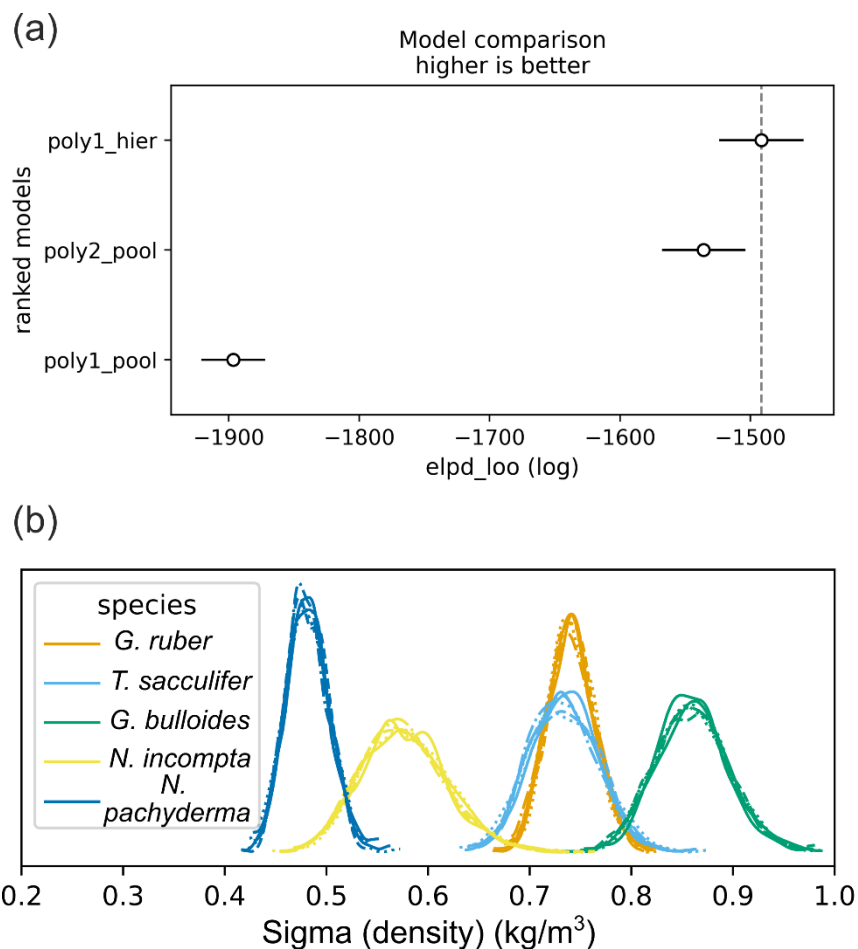 (a)
Model comparison
higher is better
poly1_hier
poly2_pool
poly1_pool
ranked models
−1900 −1800 −1700 −1600 −1500
elpd_loo (log)
(b)
species
G. ruber
T. sacculifer
G. bulloides
N. incompta
N.
pachyderma
0.2 0.3 0.4 0.5 0.6 0.7 0.8 0.9 1.0
Sigma (density) (kg/m³)